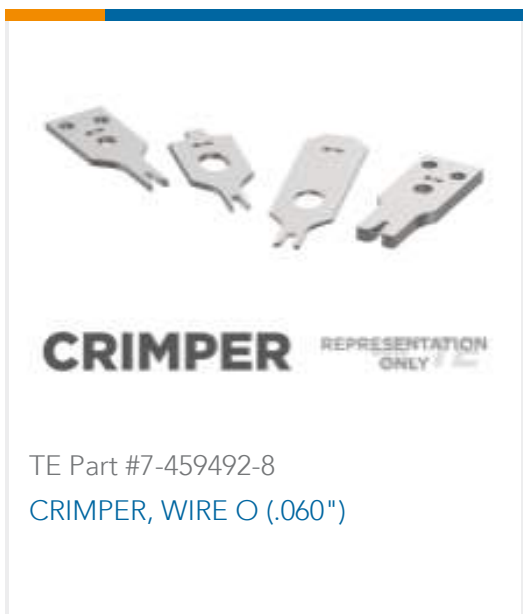 CRIMPER
REPRESENTATION
ONLY
TE Part #7-459492-8
CRIMPER, WIRE O (.060")